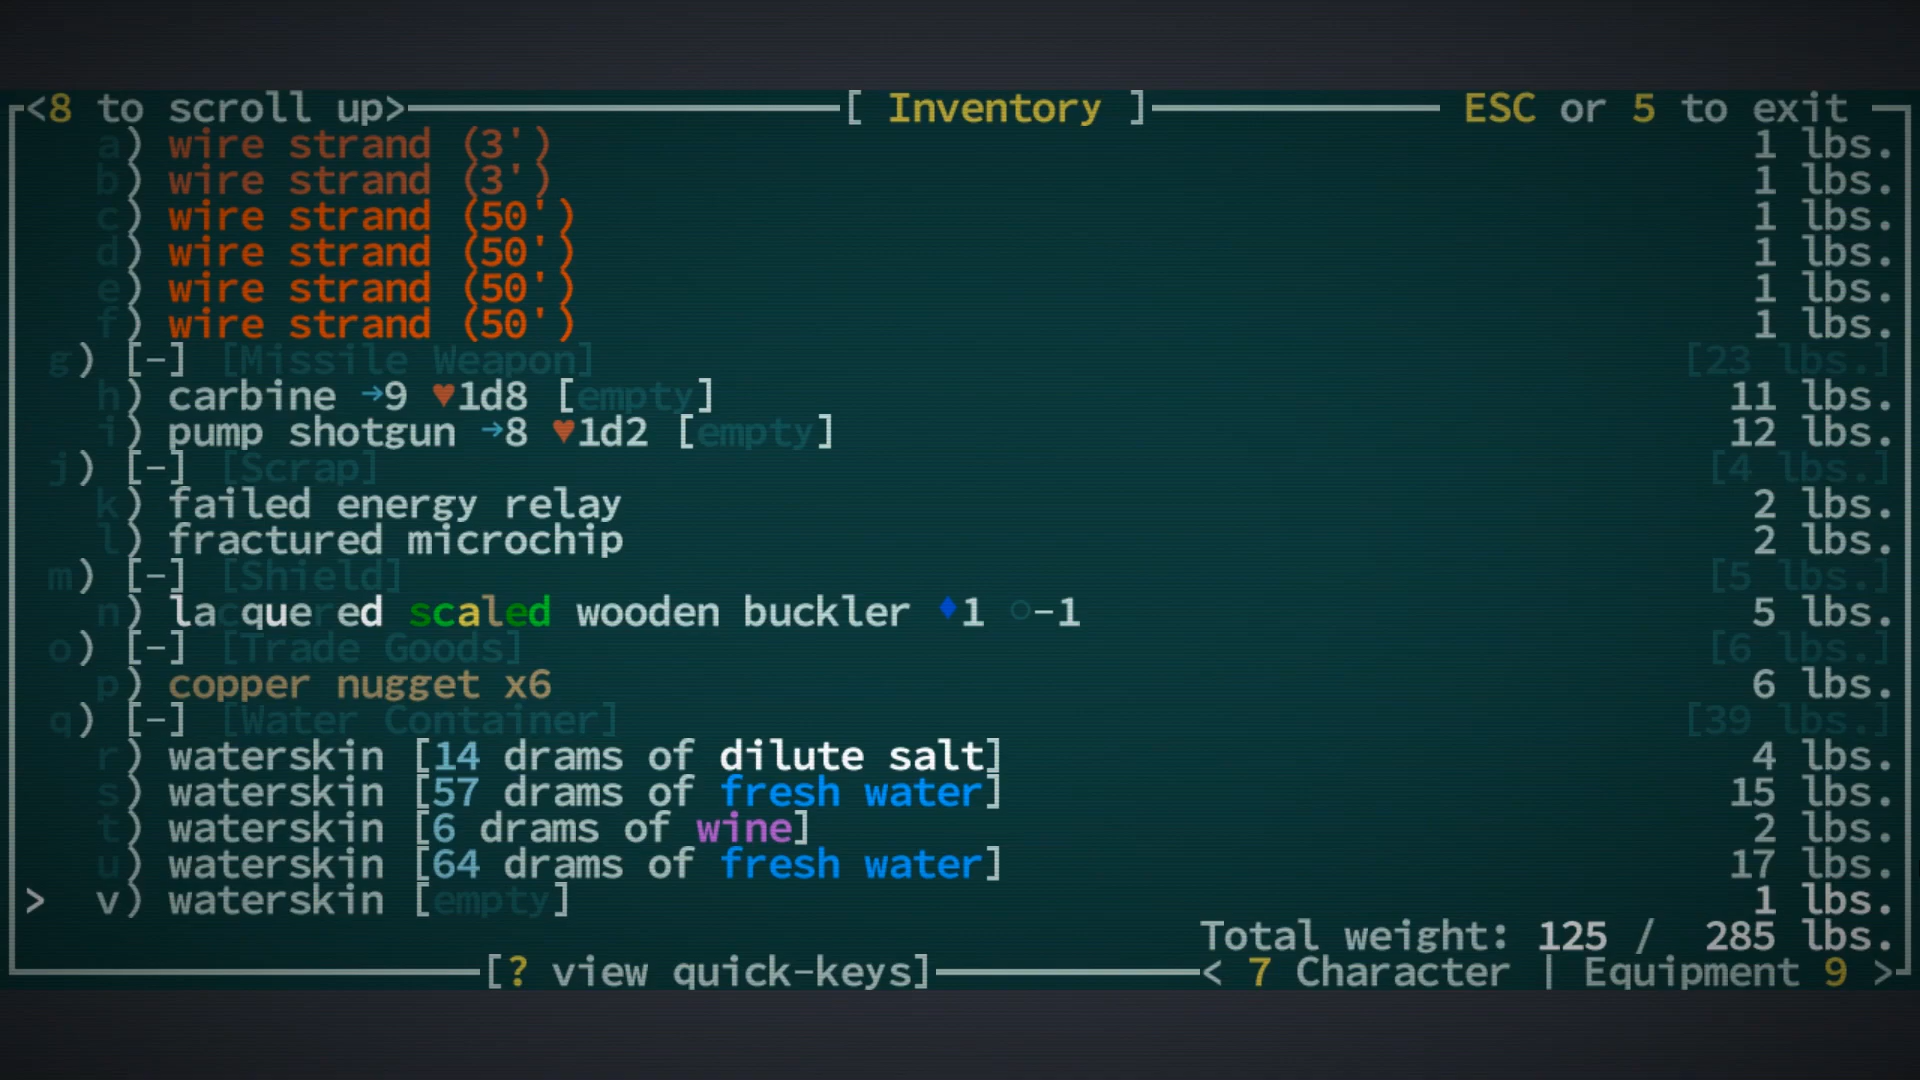 <8 to scroll up> [ Inventory ] ESC or 5 to exit
a) wire strand (3') 1 lbs.
b) wire strand (3') 1 lbs.
c) wire strand (50') 1 lbs.
d) wire strand (50') 1 lbs.
e) wire strand (50') 1 lbs.
f) wire strand (50') 1 lbs.
g) [-] [Missile Weapon] [23 lbs.]
h) carbine →9 ♥1d8 [empty] 11 lbs.
i) pump shotgun →8 ♥1d2 [empty] 12 lbs.
j) [-] [Scrap] [4 lbs.]
k) failed energy relay 2 lbs.
l) fractured microchip 2 lbs.
m) [-] [Shield] [5 lbs.]
n) lacquered scaled wooden buckler ♦1 ○-1 5 lbs.
o) [-] [Trade Goods] [6 lbs.]
p) copper nugget x6 6 lbs.
q) [-] [Water Container] [39 lbs.]
r) waterskin [14 drams of dilute salt] 4 lbs.
s) waterskin [57 drams of fresh water] 15 lbs.
t) waterskin [6 drams of wine] 2 lbs.
u) waterskin [64 drams of fresh water] 17 lbs.
> v) waterskin [empty] 1 lbs.
Total weight: 125 / 285 lbs.
[? view quick-keys] < 7 Character | Equipment 9 >